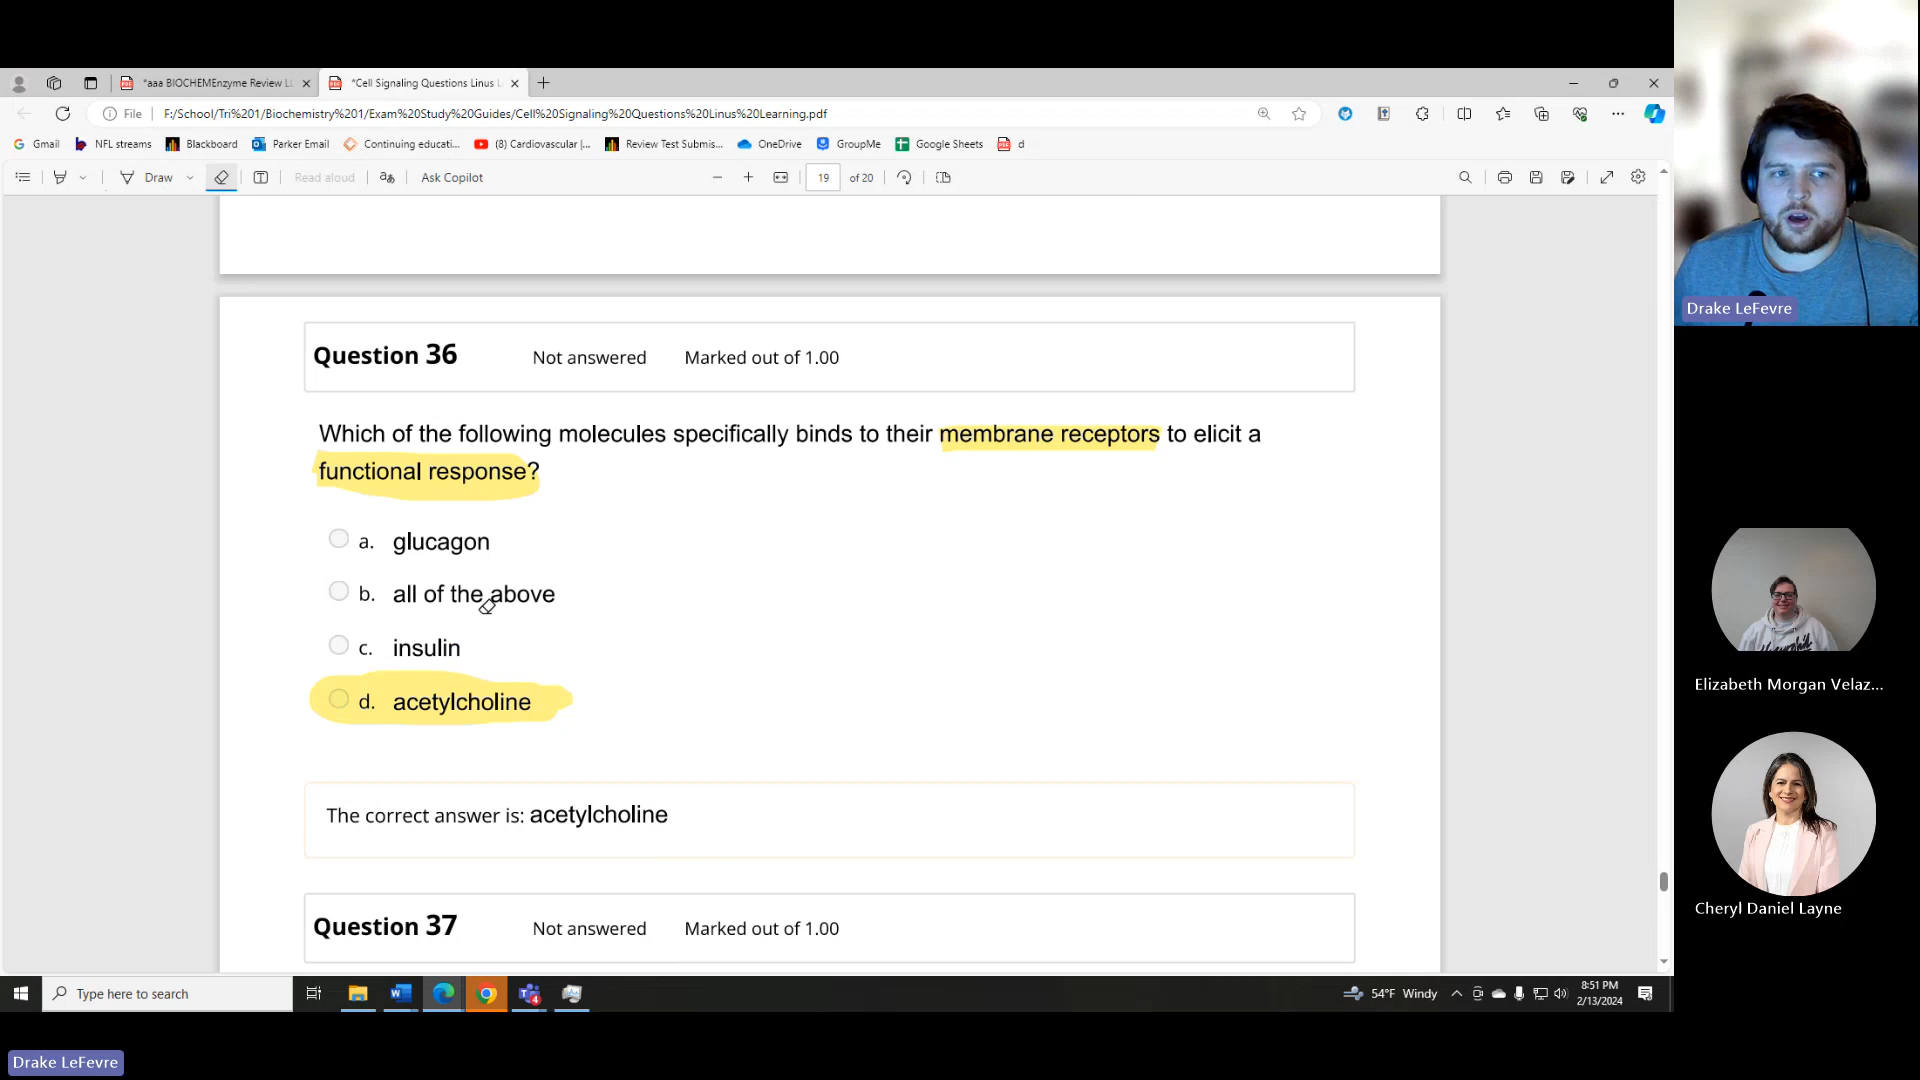 *aaa BIOCHEMEnzyme Review LL
*Cell Signaling Questions Linus L
File
F:/School/Tri%201/Biochemistry%201/Exam%20Study%20Guides/Cell%20Signaling%20Questions%20Linus%20Learning.pdf
Gmail
NFL streams
Blackboard
Parker Email
Continuing educati...
(8) Cardiovascular |...
Review Test Submis...
OneDrive
GroupMe
Google Sheets
d
Draw
Read aloud
aあ
Ask Copilot
19
of 20
Question 36
Not answered
Marked out of 1.00
Which of the following molecules specifically binds to their membrane receptors to elicit a
functional response?
a. glucagon
b. all of the above
c. insulin
d. acetylcholine
The correct answer is: acetylcholine
Question 37
Not answered
Marked out of 1.00
Type here to search
54°F Windy
8:51 PM
2/13/2024
Drake LeFevre
Elizabeth Morgan Velaz...
Cheryl Daniel Layne
Drake LeFevre